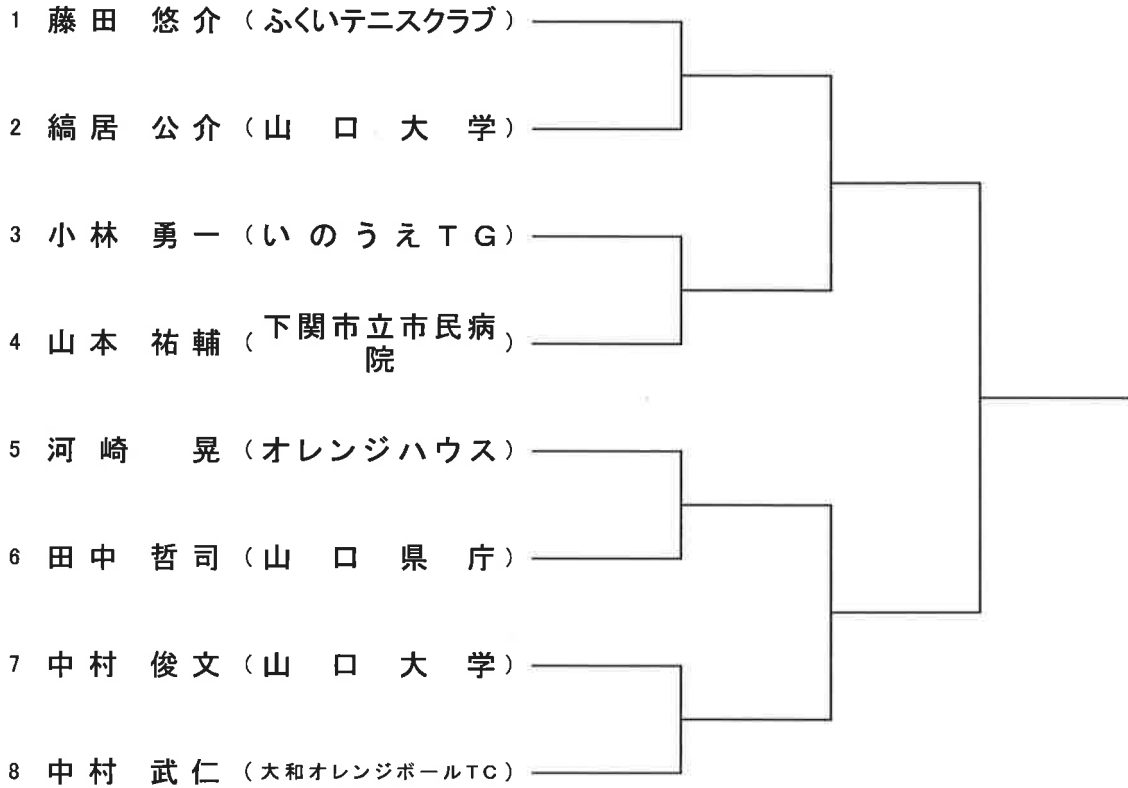 1 藤田 悠介 (ふくいテニスクラブ)
2 縞居 公介 (山口大学)
3 小林 勇一 (いのうえTG)
4 山本 祐輔 (下関市立市民病
院)
5 河崎 晃 (オレンジハウス)
6 田中 哲司 (山口県庁)
7 中村 俊文 (山口大学)
8 中村 武仁 (大和オレンジボールTC)